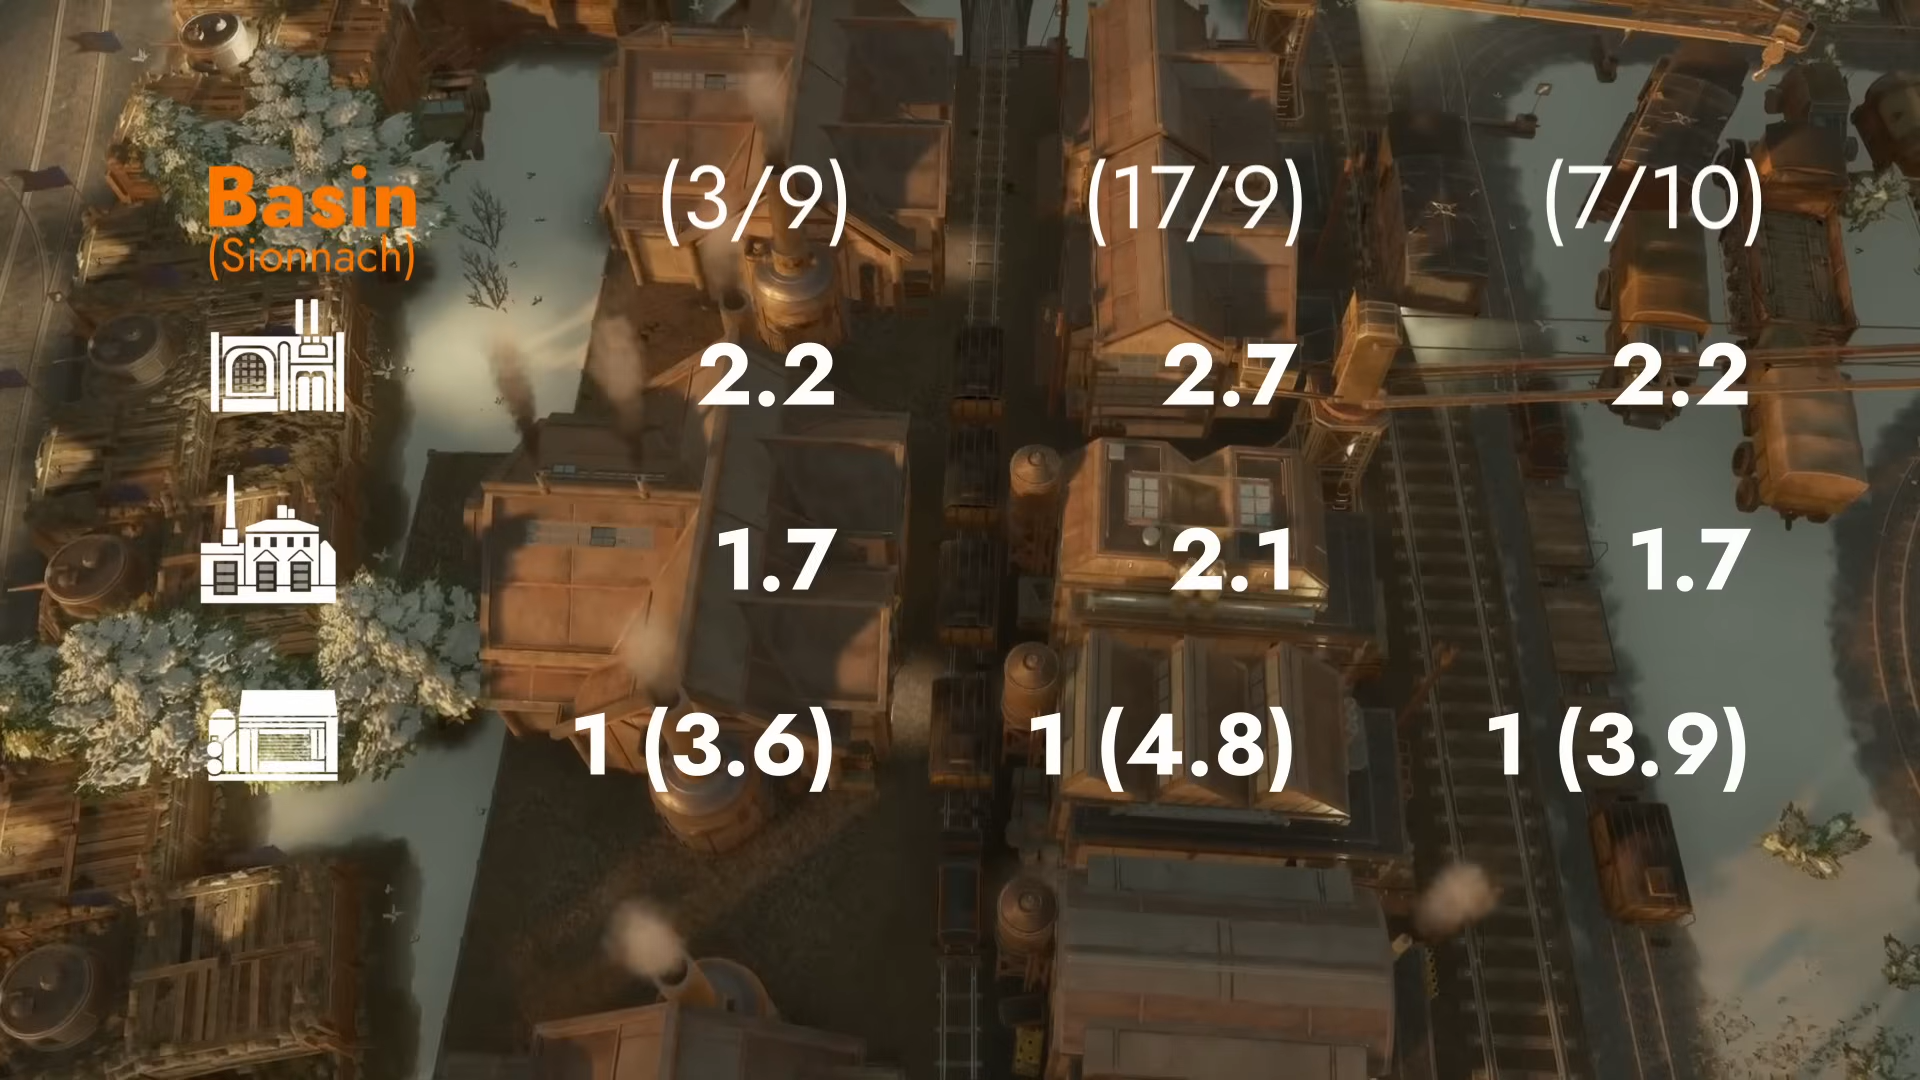 Basin (3/9) (17/9) (7/10)
(Sionnach)
2.2 2.7 2.2
1.7 2.1 1.7
1 (3.6) 1 (4.8) 1 (3.9)